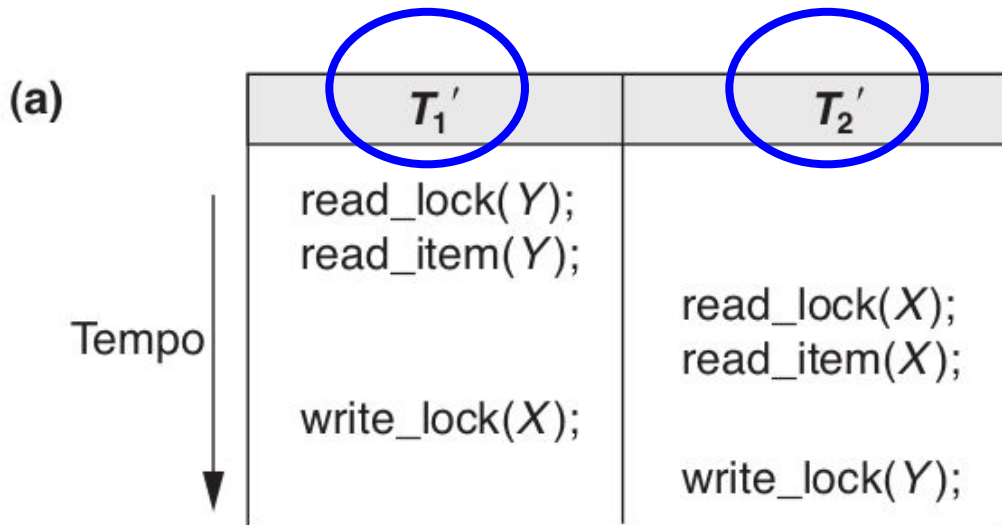 (a)
T₁′ T₂′
read_lock(Y);
read_item(Y);
read_lock(X);
Tempo
read_item(X);
write_lock(X);
write_lock(Y);